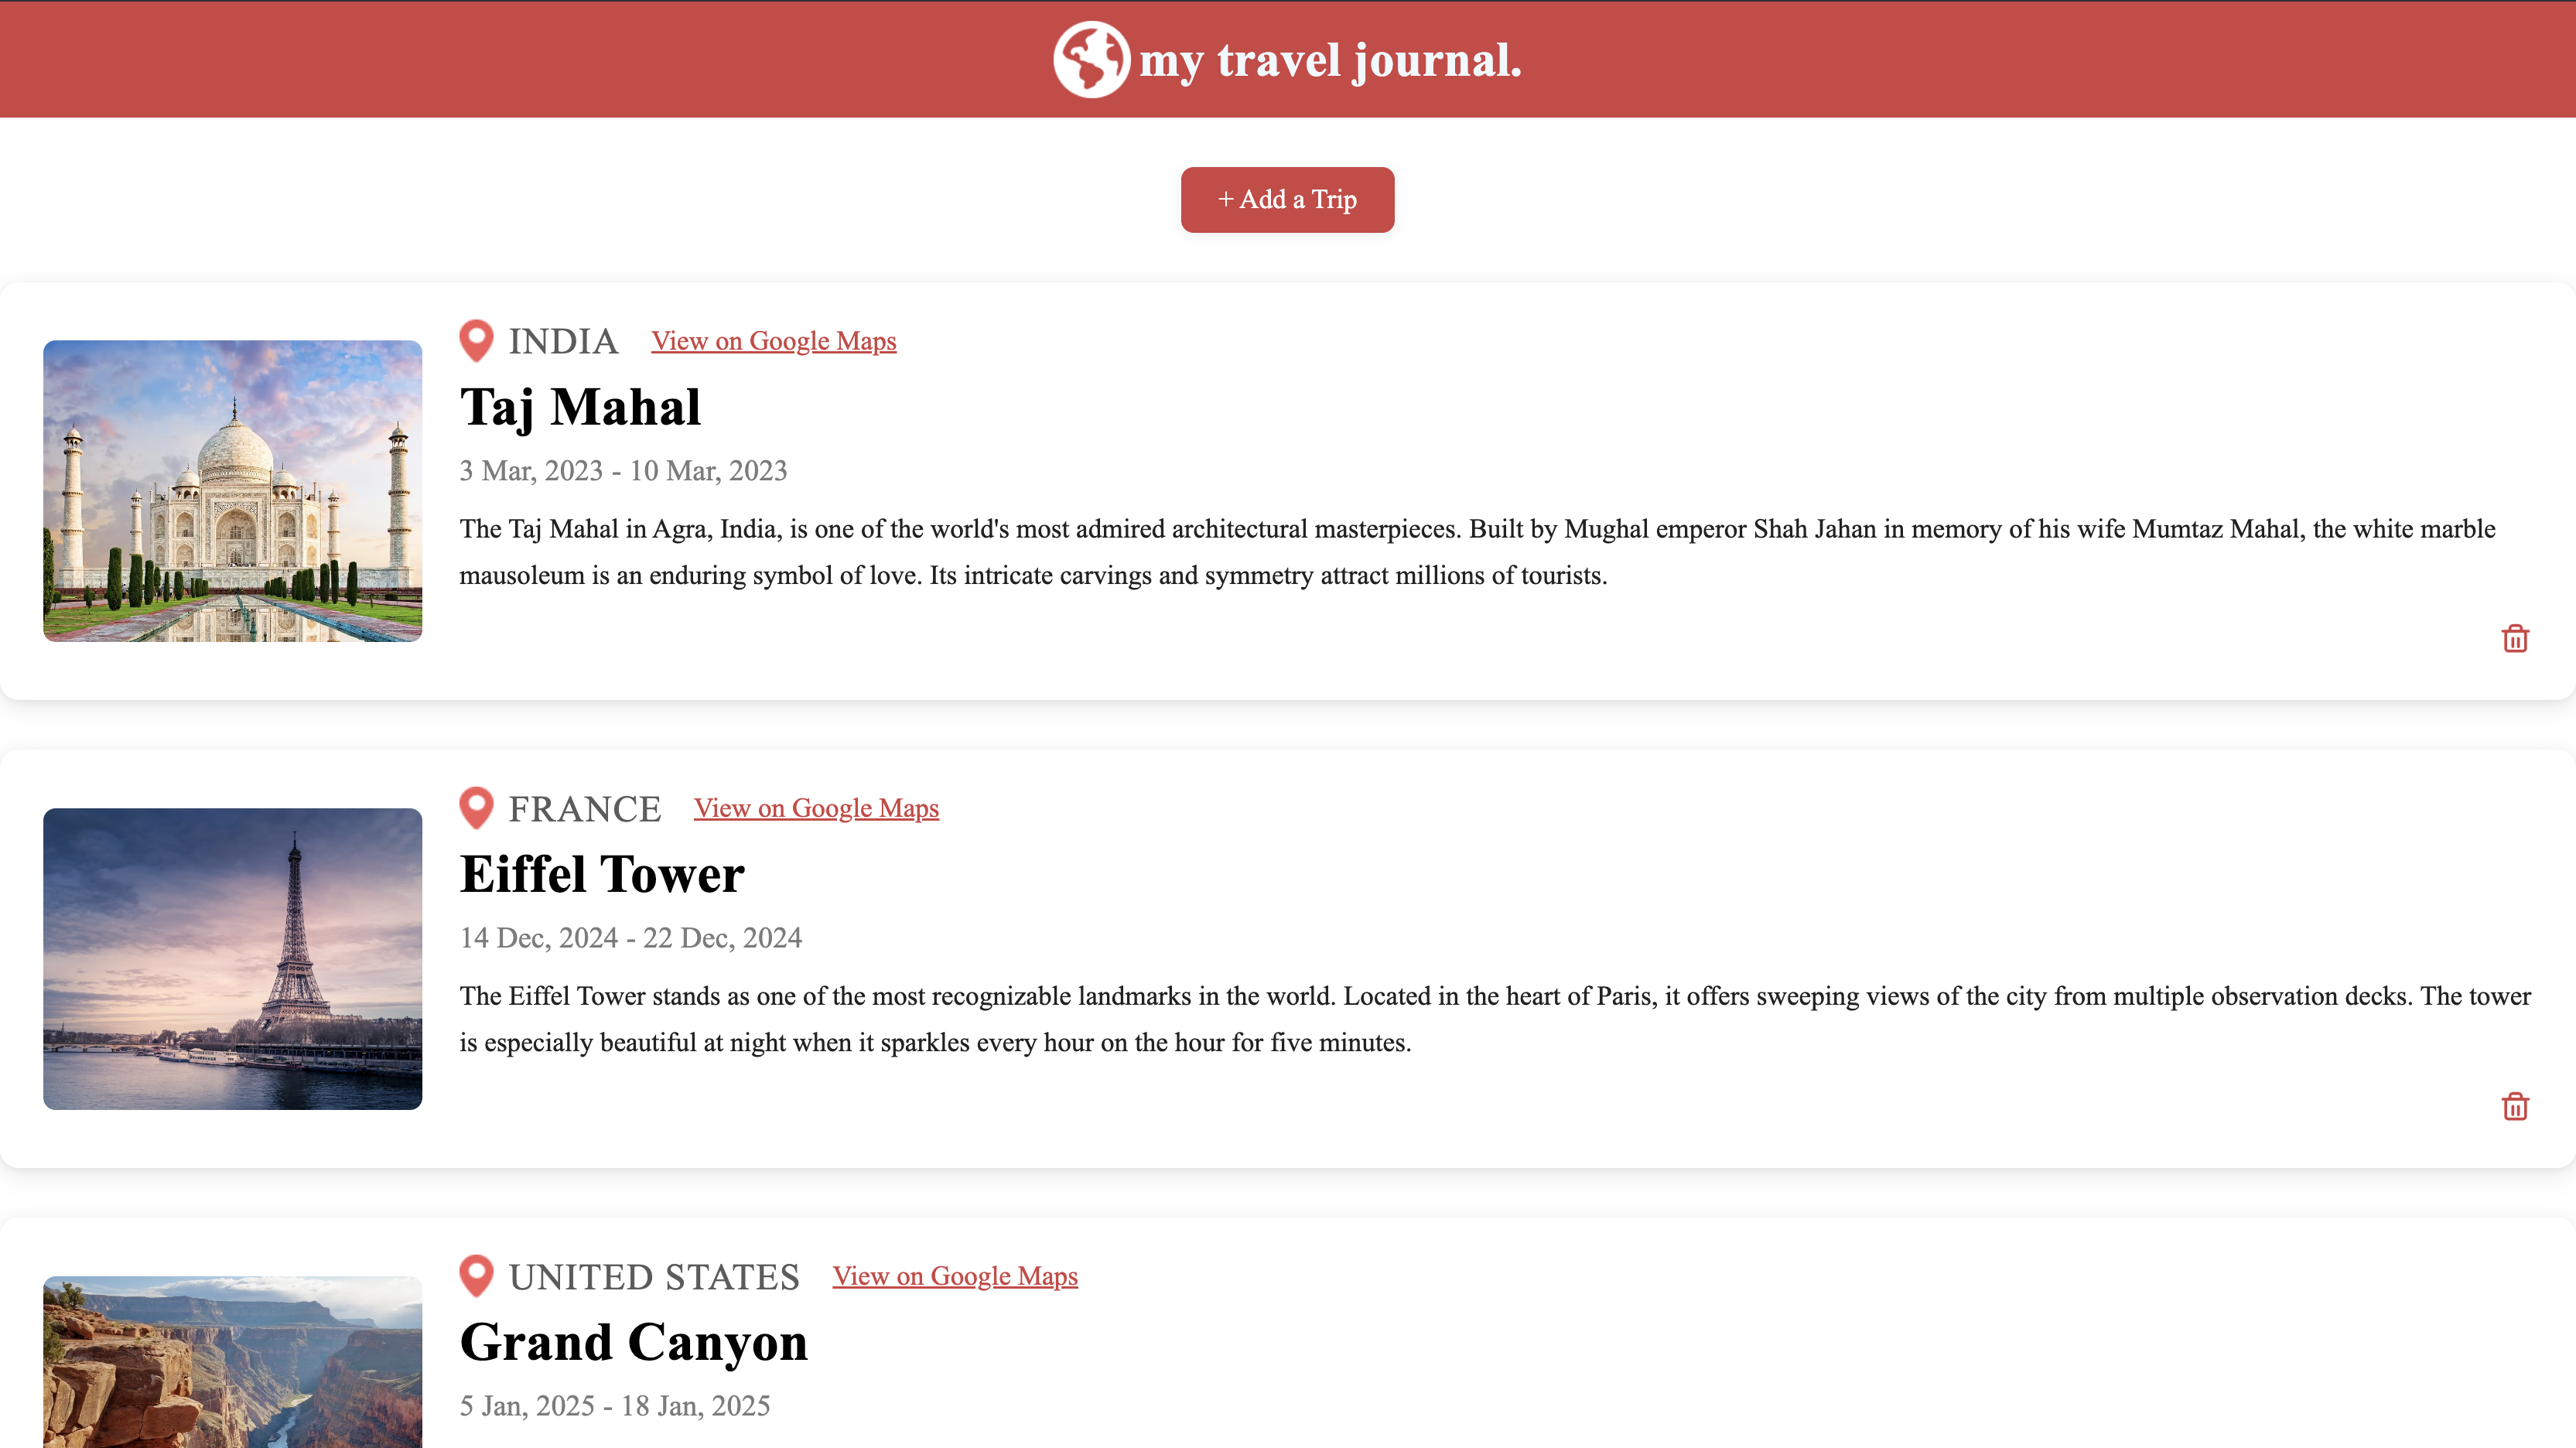 my travel journal.
+ Add a Trip
INDIA View on Google Maps
Taj Mahal
3 Mar, 2023 - 10 Mar, 2023
The Taj Mahal in Agra, India, is one of the world's most admired architectural masterpieces. Built by Mughal emperor Shah Jahan in memory of his wife Mumtaz Mahal, the white marble
mausoleum is an enduring symbol of love. Its intricate carvings and symmetry attract millions of tourists.
FRANCE View on Google Maps
Eiffel Tower
14 Dec, 2024 - 22 Dec, 2024
The Eiffel Tower stands as one of the most recognizable landmarks in the world. Located in the heart of Paris, it offers sweeping views of the city from multiple observation decks. The tower
is especially beautiful at night when it sparkles every hour on the hour for five minutes.
UNITED STATES View on Google Maps
Grand Canyon
5 Jan, 2025 - 18 Jan, 2025